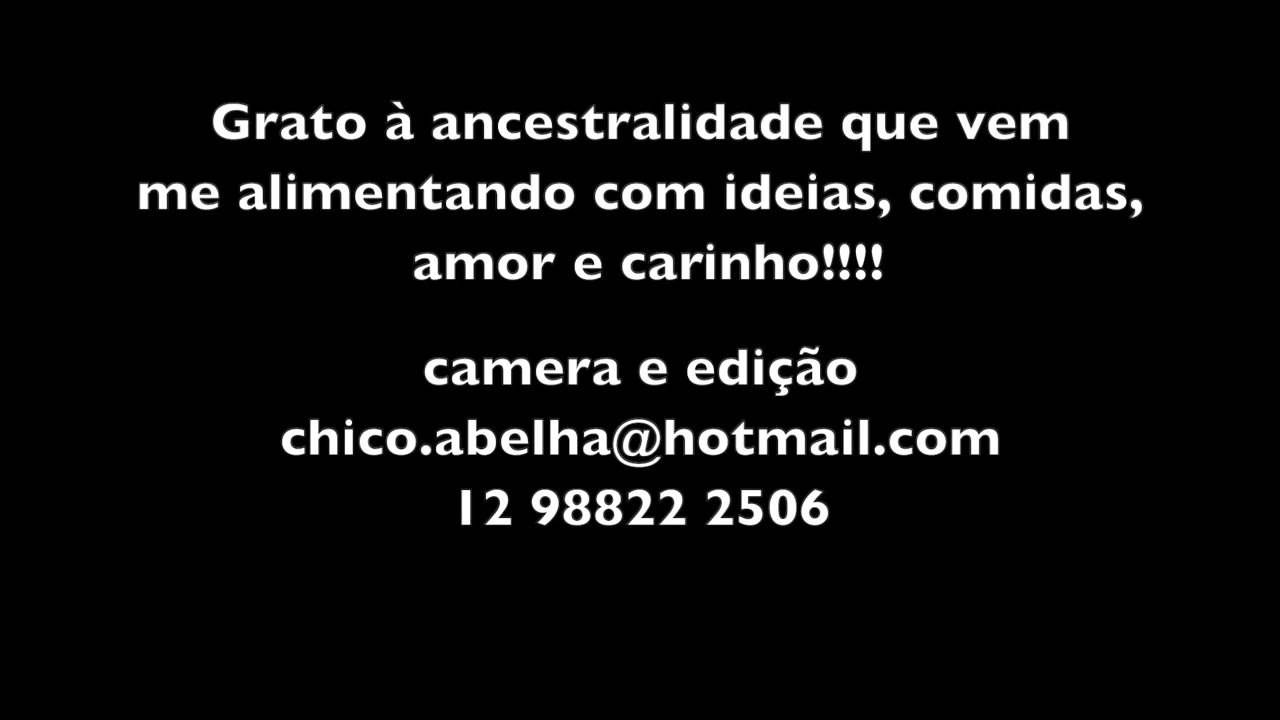 Grato à ancestralidade que vem
me alimentando com ideias, comidas,
amor e carinho!!!!
camera e edição
chico.abelha@hotmail.com
12 98822 2506